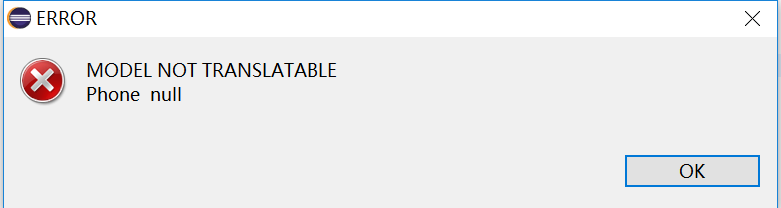 ERROR
MODEL NOT TRANSLATABLE
Phone  null
OK